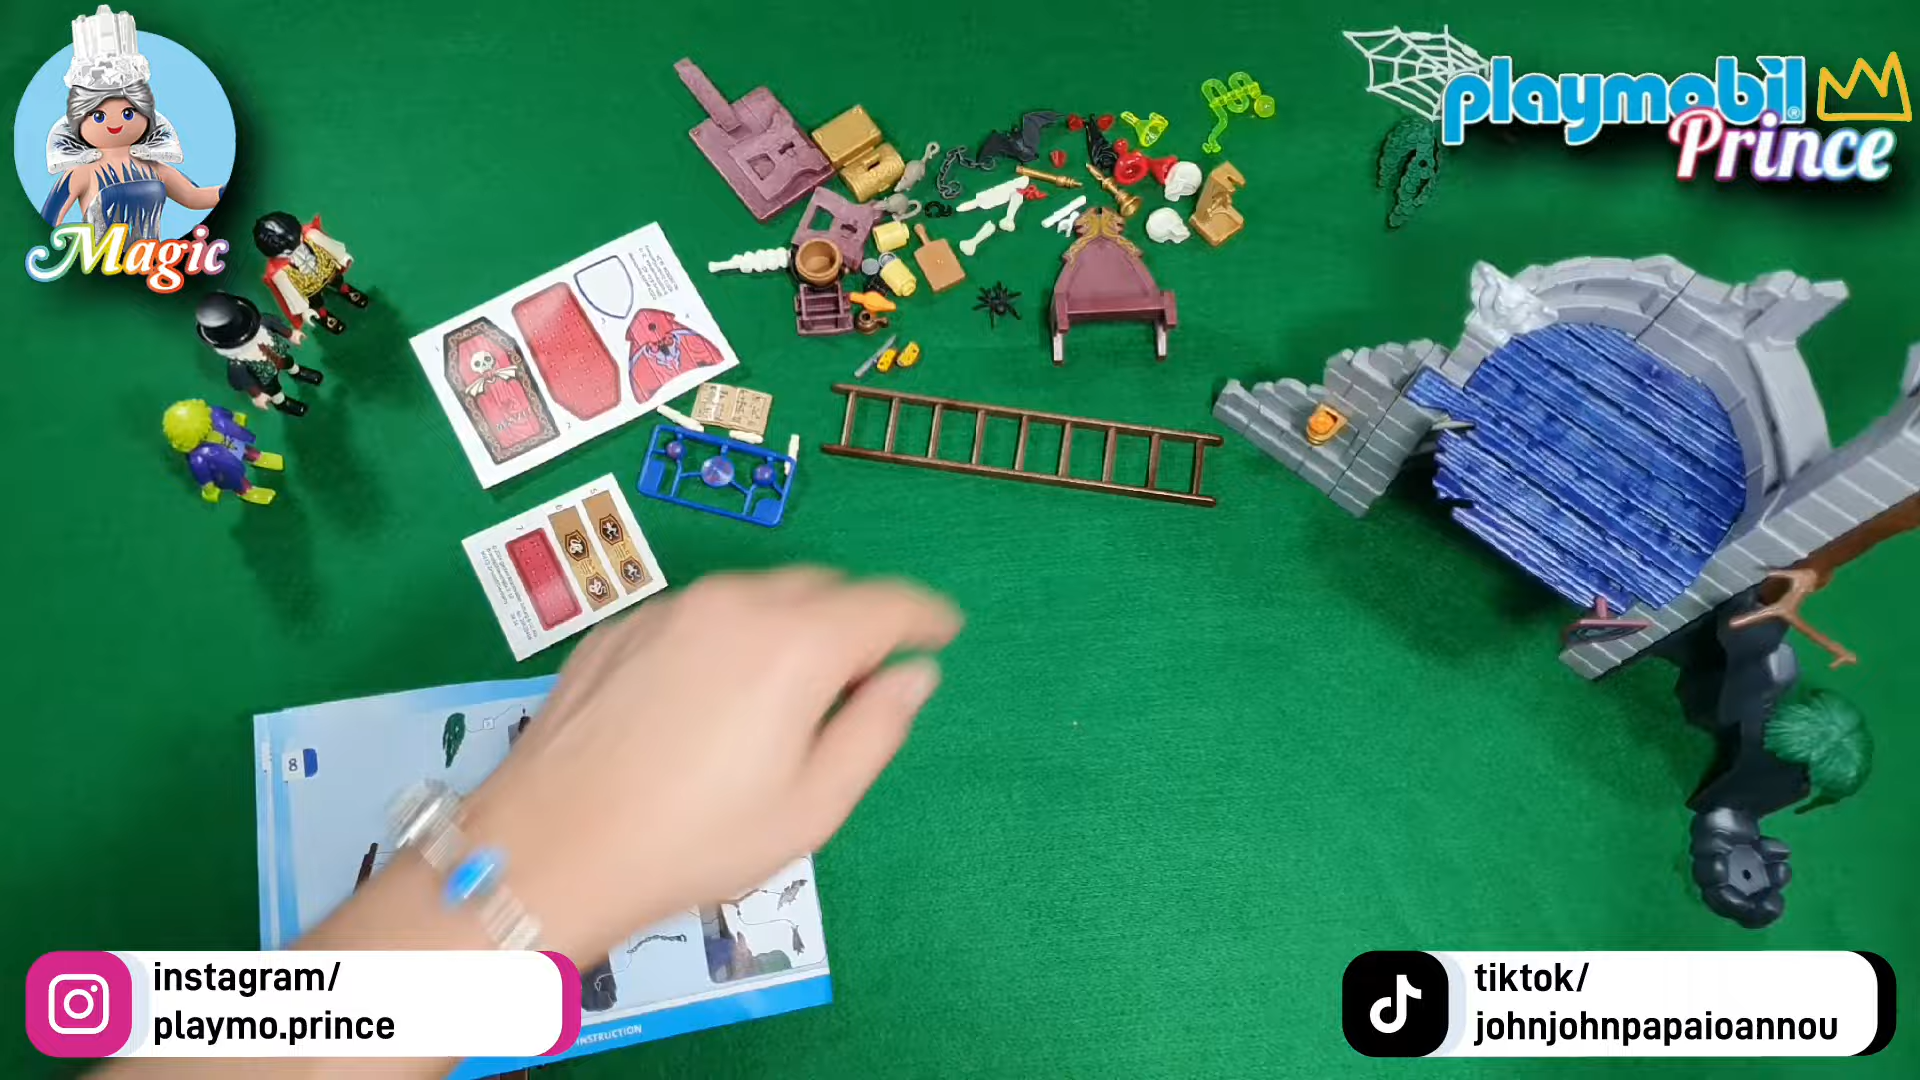 Magic
playmobil
Prince
8
INSTRUCTION
instagram/
playmo.prince
tiktok/
johnjohnpapaioannou